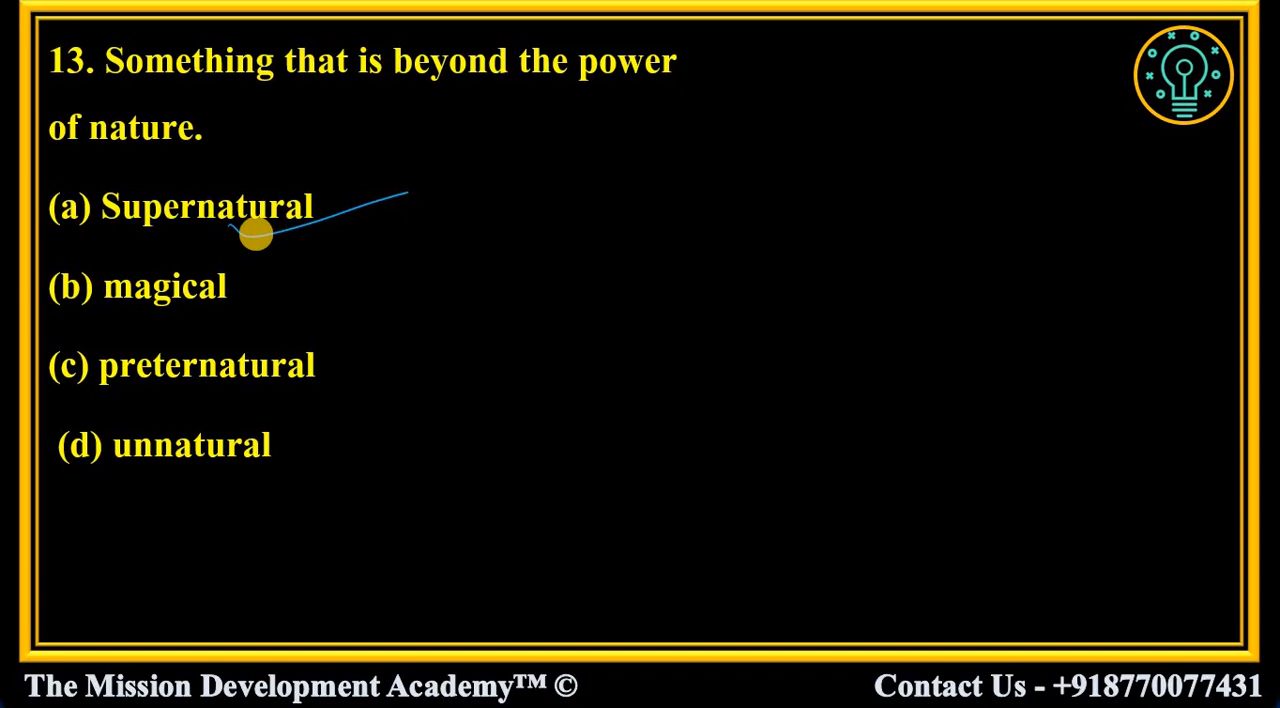 13. Something that is beyond the power
of nature.
(a) Supernatural
(b) magical
(c) preternatural
(d) unnatural
The Mission Development Academy™ ©
Contact Us - +918770077431